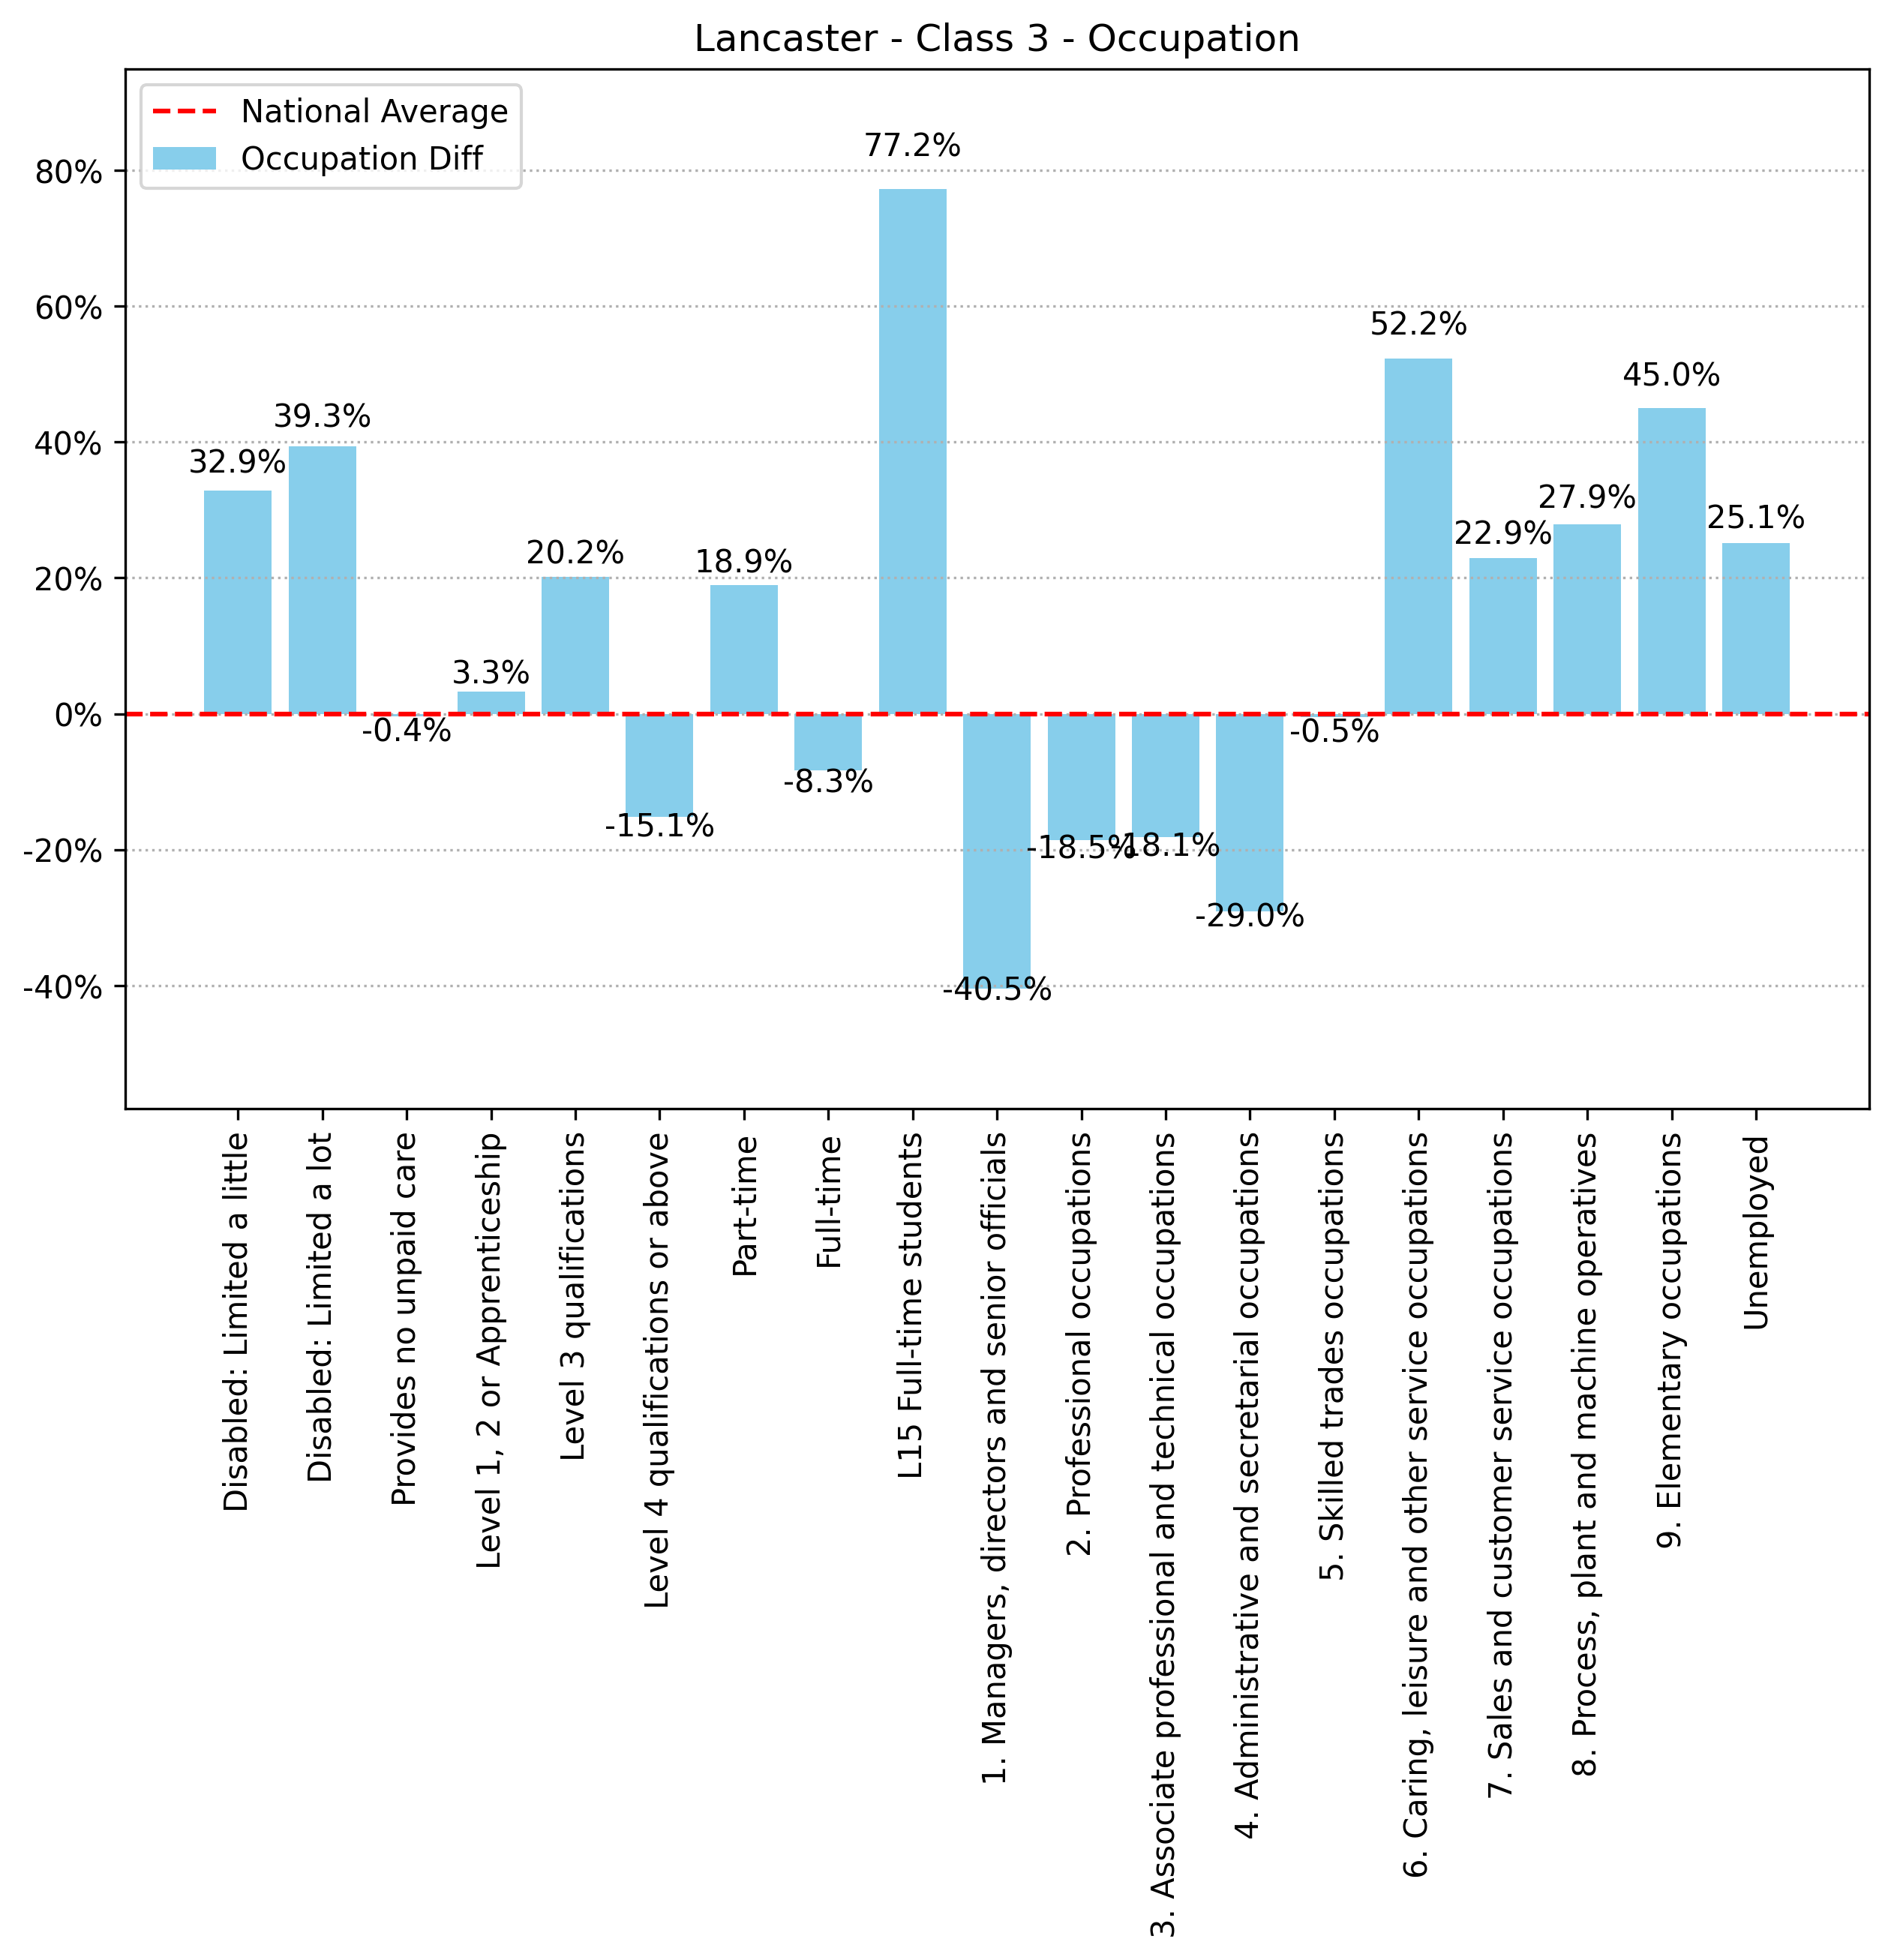 Lancaster - Class 3 - Occupation
National Average
Occupation Diff
80%
60%
40%
20%
0%
-20%
-40%
32.9%
39.3%
-0.4%
3.3%
20.2%
-15.1%
18.9%
-8.3%
77.2%
-40.5%
-18.5%
-18.1%
-29.0%
-0.5%
52.2%
22.9%
27.9%
45.0%
25.1%
Disabled: Limited a little
Disabled: Limited a lot
Provides no unpaid care
Level 1, 2 or Apprenticeship
Level 3 qualifications
Level 4 qualifications or above
Part-time
Full-time
L15 Full-time students
1. Managers, directors and senior officials
2. Professional occupations
3. Associate professional and technical occupations
4. Administrative and secretarial occupations
5. Skilled trades occupations
6. Caring, leisure and other service occupations
7. Sales and customer service occupations
8. Process, plant and machine operatives
9. Elementary occupations
Unemployed